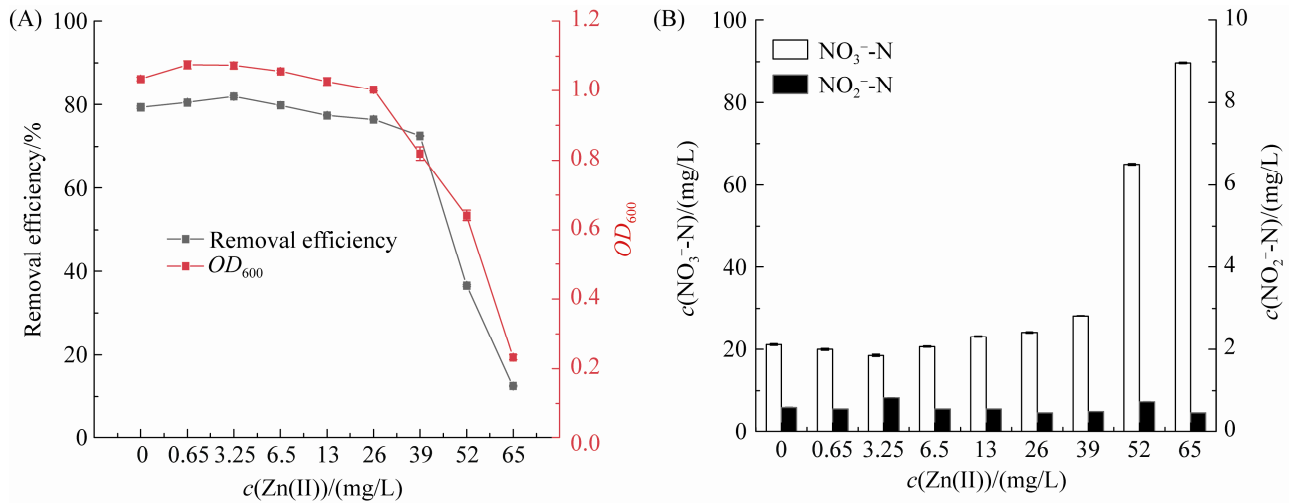 (A)
100
80
60
40
20
0
Removal efficiency/%
1.2
1.0
0.8
0.6
0.4
0.2
0.0
OD600
Removal efficiency
OD600
0 0.65 3.25 6.5 13 26 39 52 65
c(Zn(II))/(mg/L)
(B)
100
80
60
40
20
0
c(NO3−-N)/(mg/L)
10
8
6
4
2
0
c(NO2−-N)/(mg/L)
NO3−-N
NO2−-N
0 0.65 3.25 6.5 13 26 39 52 65
c(Zn(II))/(mg/L)